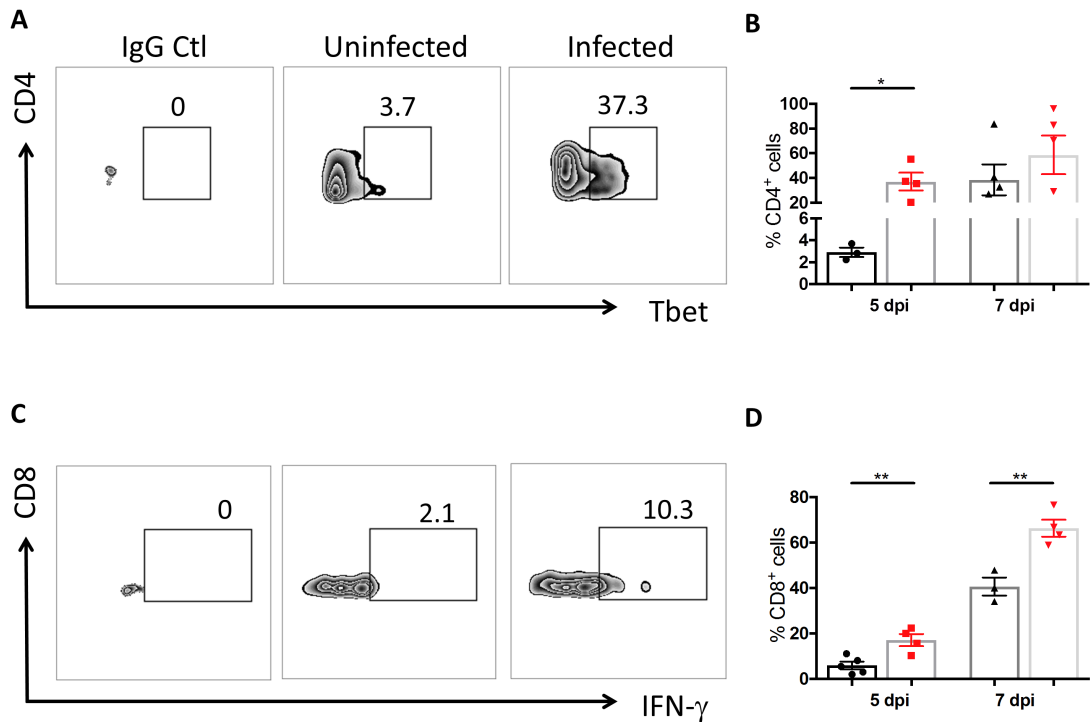 A
IgG Ctl
Uninfected
Infected
CD4
0
3.7
37.3
Tbet
B
*
% CD4⁺ cells
100
80
60
40
20
6
4
2
0
5 dpi
7 dpi
C
CD8
0
2.1
10.3
IFN-γ
D
**
**
% CD8⁺ cells
80
60
40
20
0
5 dpi
7 dpi